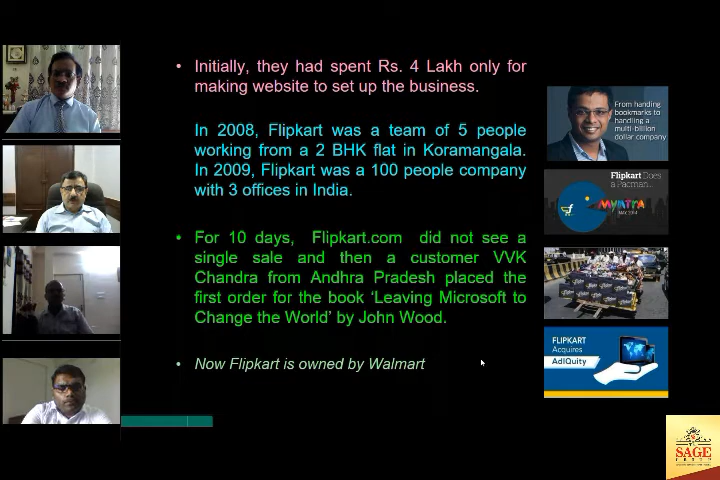 Initially, they had spent Rs. 4 Lakh only for
making website to set up the business.
In 2008, Flipkart was a team of 5 people
working from a 2 BHK flat in Koramangala.
In 2009, Flipkart was a 100 people company
with 3 offices in India.
For 10 days, Flipkart.com did not see a
single sale and then a customer VVK
Chandra from Andhra Pradesh placed the
first order for the book ‘Leaving Microsoft to
Change the World’ by John Wood.
Now Flipkart is owned by Walmart
From handing
bookmarks to
handling a
multi-billion
dollar company
Flipkart Does
a Pacman...
Myntra
MAY 2014
FLIPKART
Acquires
AdIQuity
SAGE